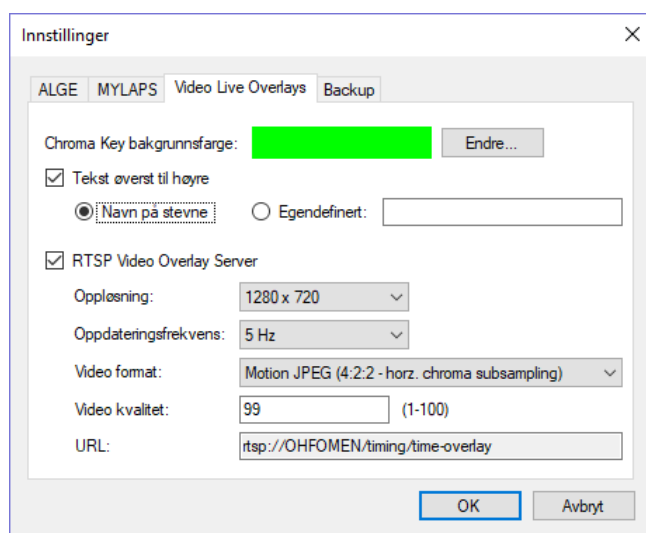 Innstillinger
ALGE MYLAPS Video Live Overlays Backup
Chroma Key bakgrunnsfarge: Endre...
Tekst øverst til høyre
Navn på stevne Egendefinert:
RTSP Video Overlay Server
Oppløsning: 1280 x 720
Oppdateringsfrekvens: 5 Hz
Video format: Motion JPEG (4:2:2 - horz. chroma subsampling)
Video kvalitet: 99 (1-100)
URL: rtsp://OHFOMEN/timing/time-overlay
OK Avbryt